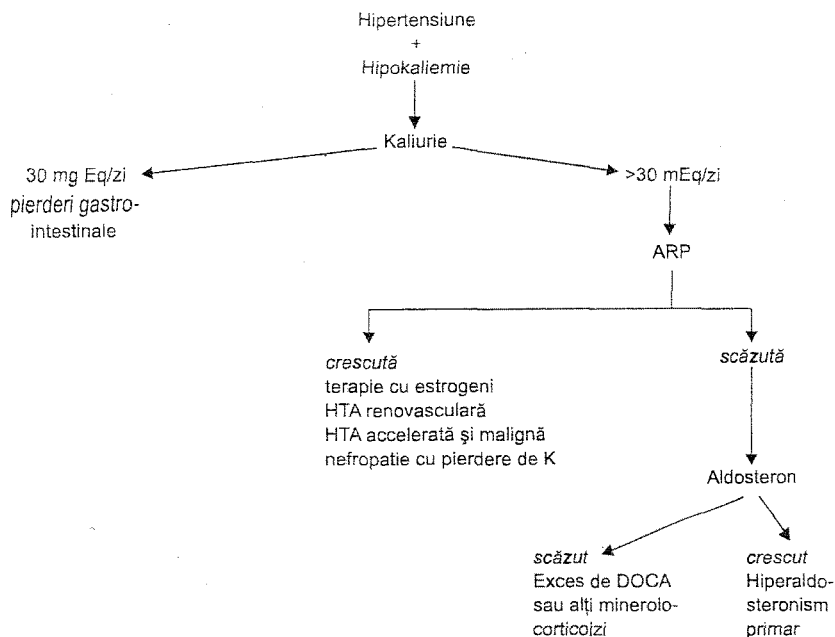 Hipertensiune
+
Hipokaliemie
Kaliurie
30 mg Eq/zi
pierderi gastro-
intestinale
>30 mEq/zi
ARP
crescută
terapie cu estrogeni
HTA renovasculară
HTA accelerată şi malignă
nefropatie cu pierdere de K
scăzută
Aldosteron
scăzut
Exces de DOCA
sau alți minerolo-
corticoizi
crescut
Hiperaldo-
steronism
primar